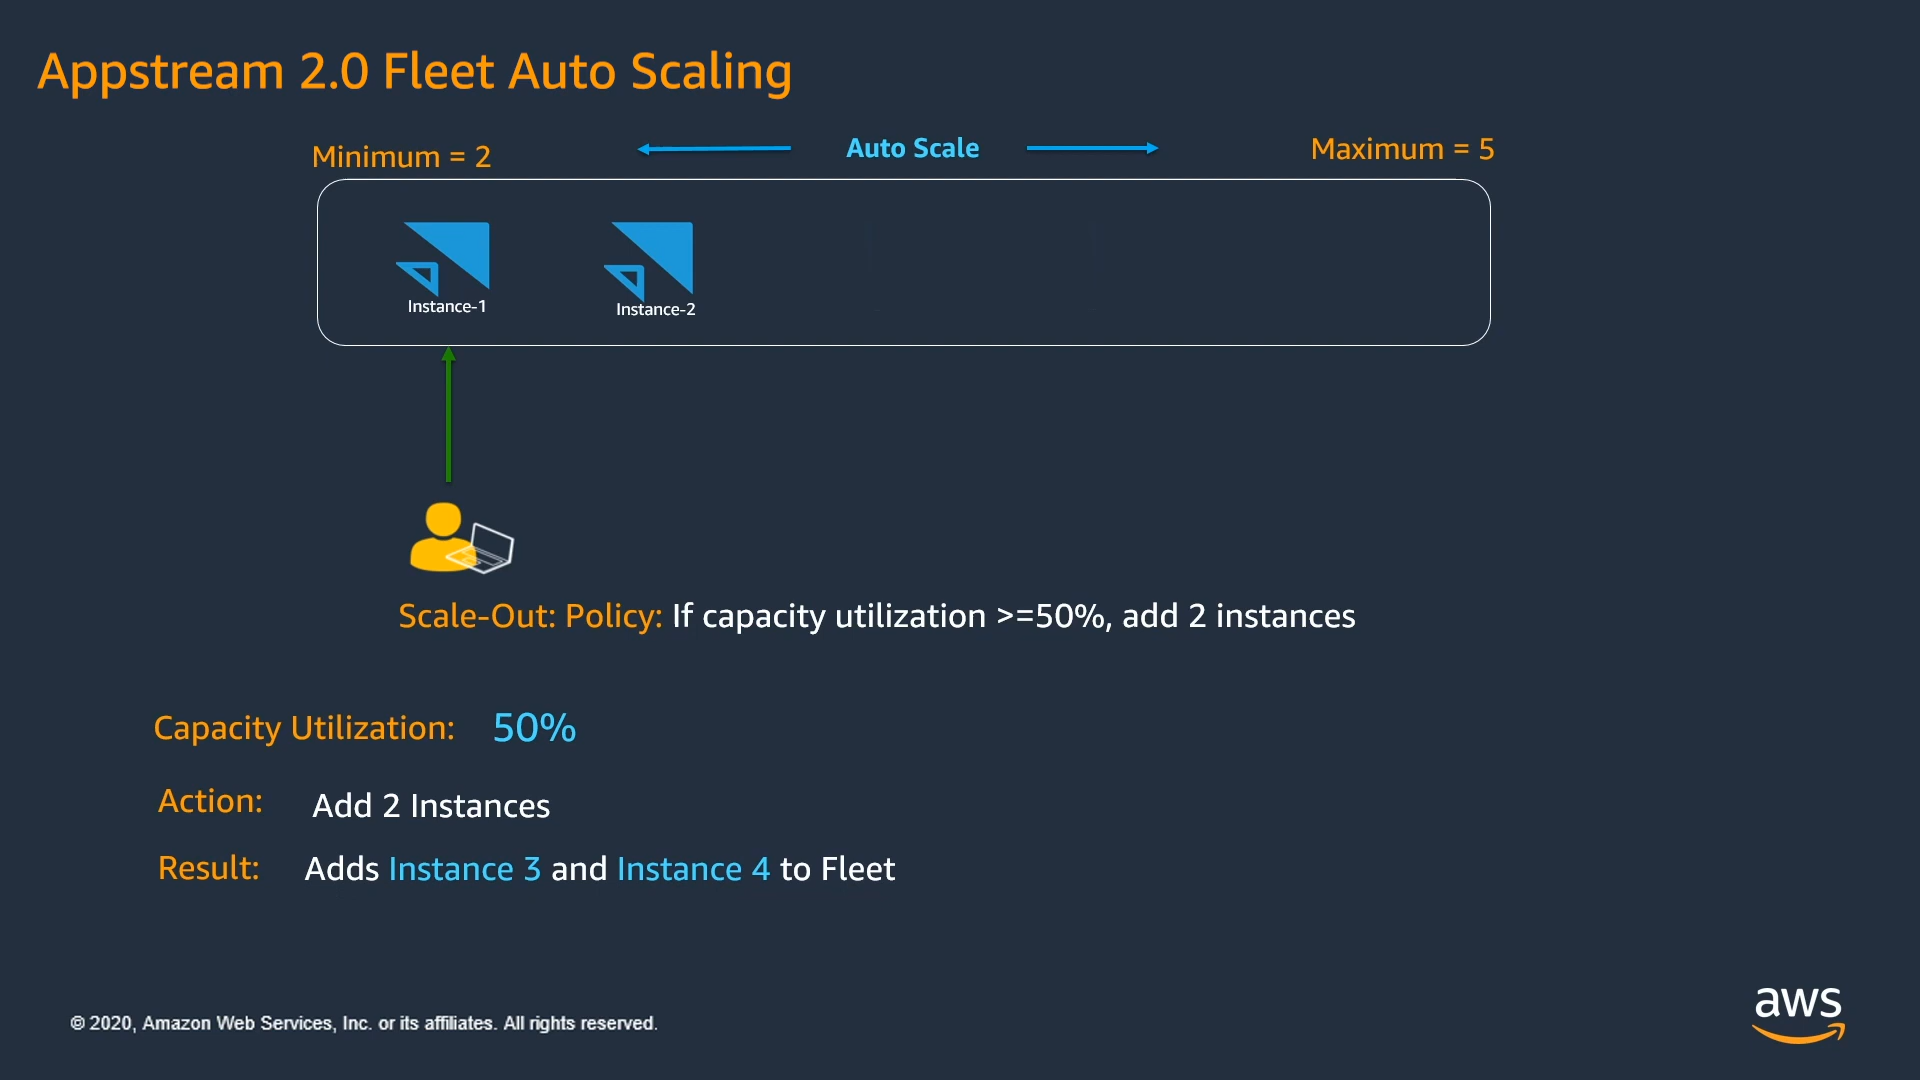 Appstream 2.0 Fleet Auto Scaling
Minimum = 2
Auto Scale
Maximum = 5
Instance-1
Instance-2
Scale-Out: Policy: If capacity utilization >=50%, add 2 instances
Capacity Utilization: 50%
Action: Add 2 Instances
Result: Adds Instance 3 and Instance 4 to Fleet
© 2020, Amazon Web Services, Inc. or its affiliates. All rights reserved.
aws